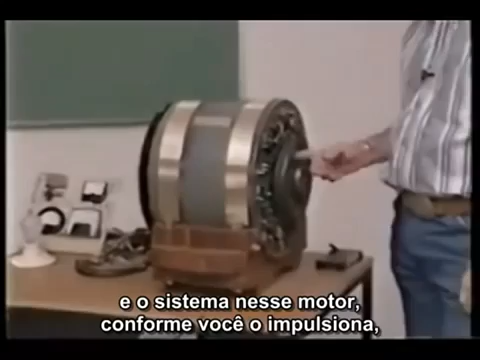 e o sistema nesse motor,
conforme você o impulsiona,